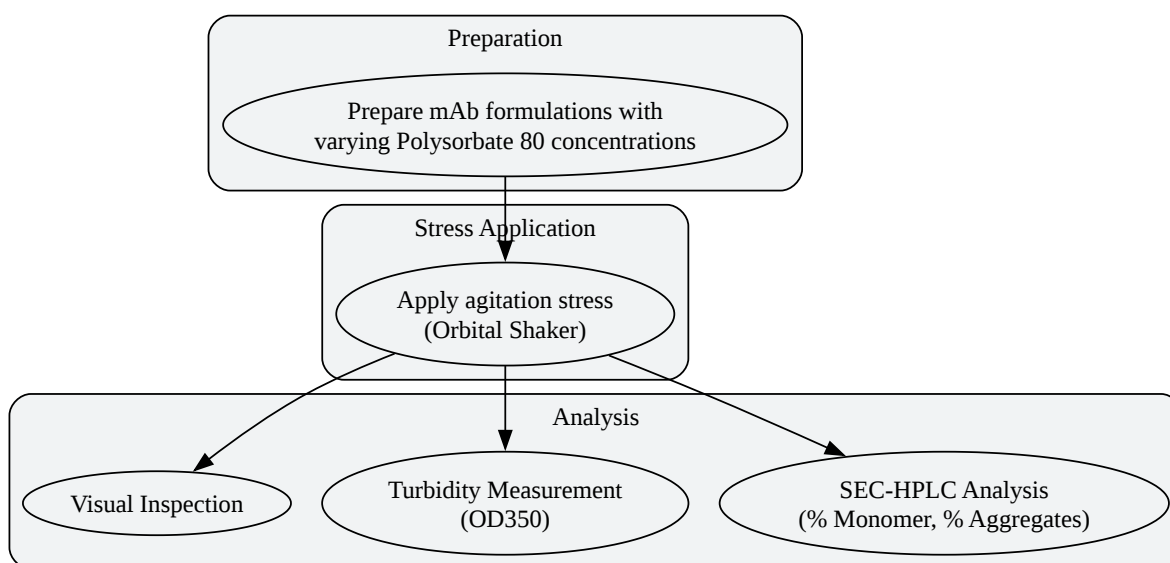 Preparation
Prepare mAb formulations with
varying Polysorbate 80 concentrations
Stress Application
Apply agitation stress
(Orbital Shaker)
Analysis
Visual Inspection
Turbidity Measurement
(OD350)
SEC-HPLC Analysis
(% Monomer, % Aggregates)